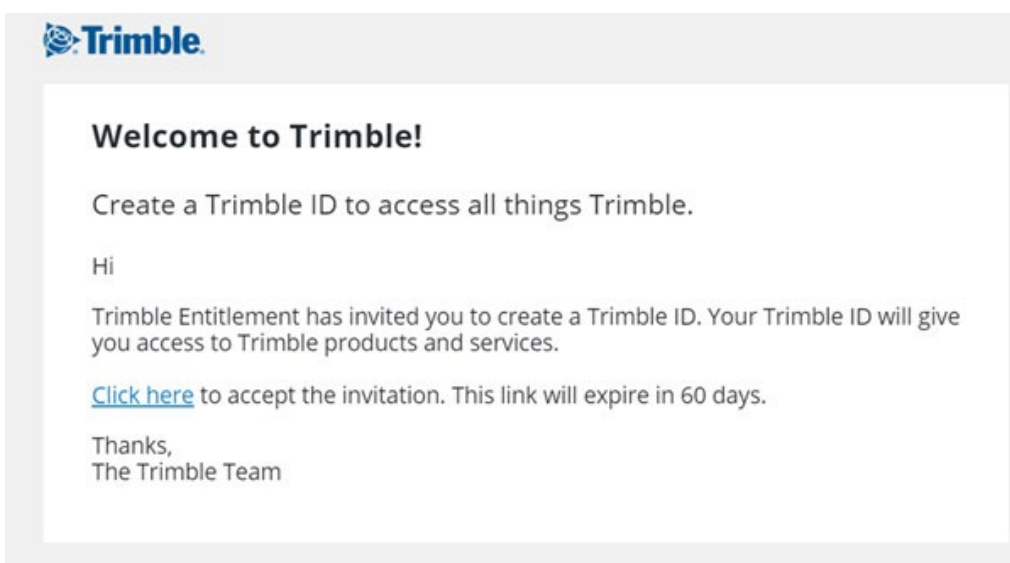 Trimble.
Welcome to Trimble!
Create a Trimble ID to access all things Trimble.
Hi
Trimble Entitlement has invited you to create a Trimble ID. Your Trimble ID will give
you access to Trimble products and services.
Click here to accept the invitation. This link will expire in 60 days.
Thanks,
The Trimble Team